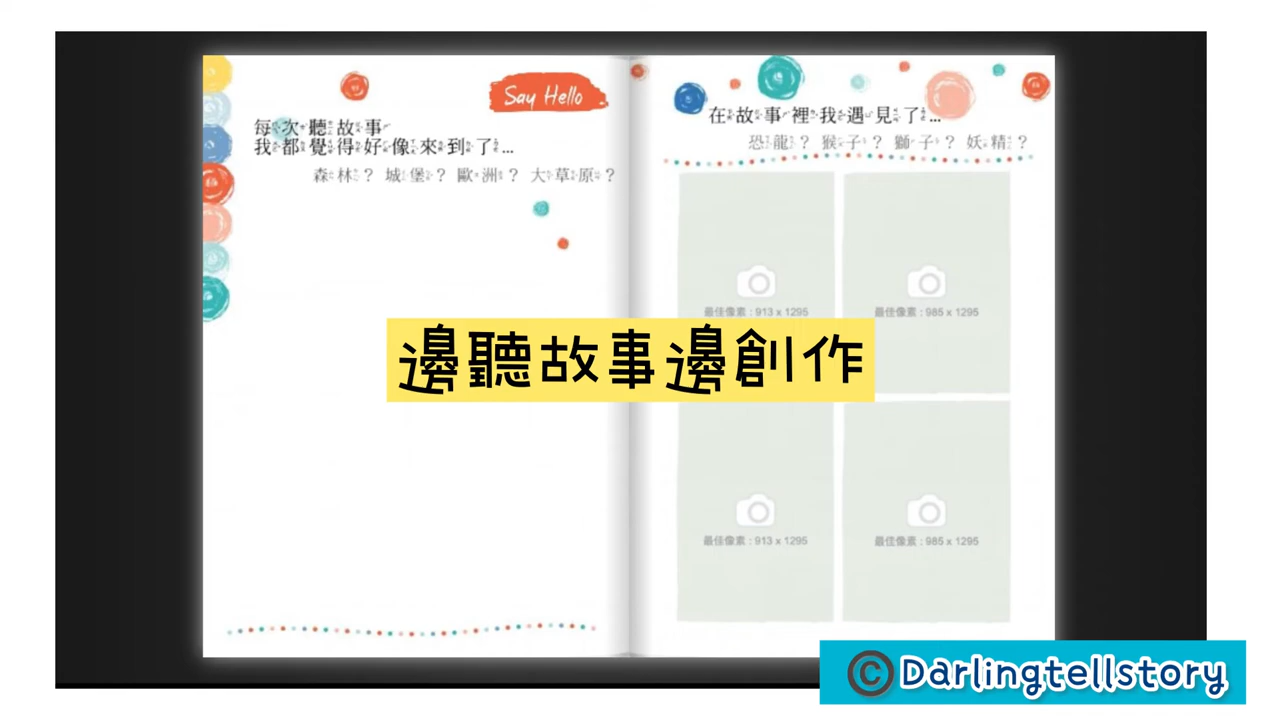 Say Hello
每次聽故事
我都覺得好像來到了...
森林？ 城堡？ 歐洲？ 大草原？
在故事裡我遇見了...
恐龍？ 猴子？ 獅子？ 妖精？
最佳像素 : 913 x 1295
最佳像素 : 985 x 1295
邊聽故事邊創作
最佳像素 : 913 x 1295
最佳像素 : 985 x 1295
© Darlingtellstory